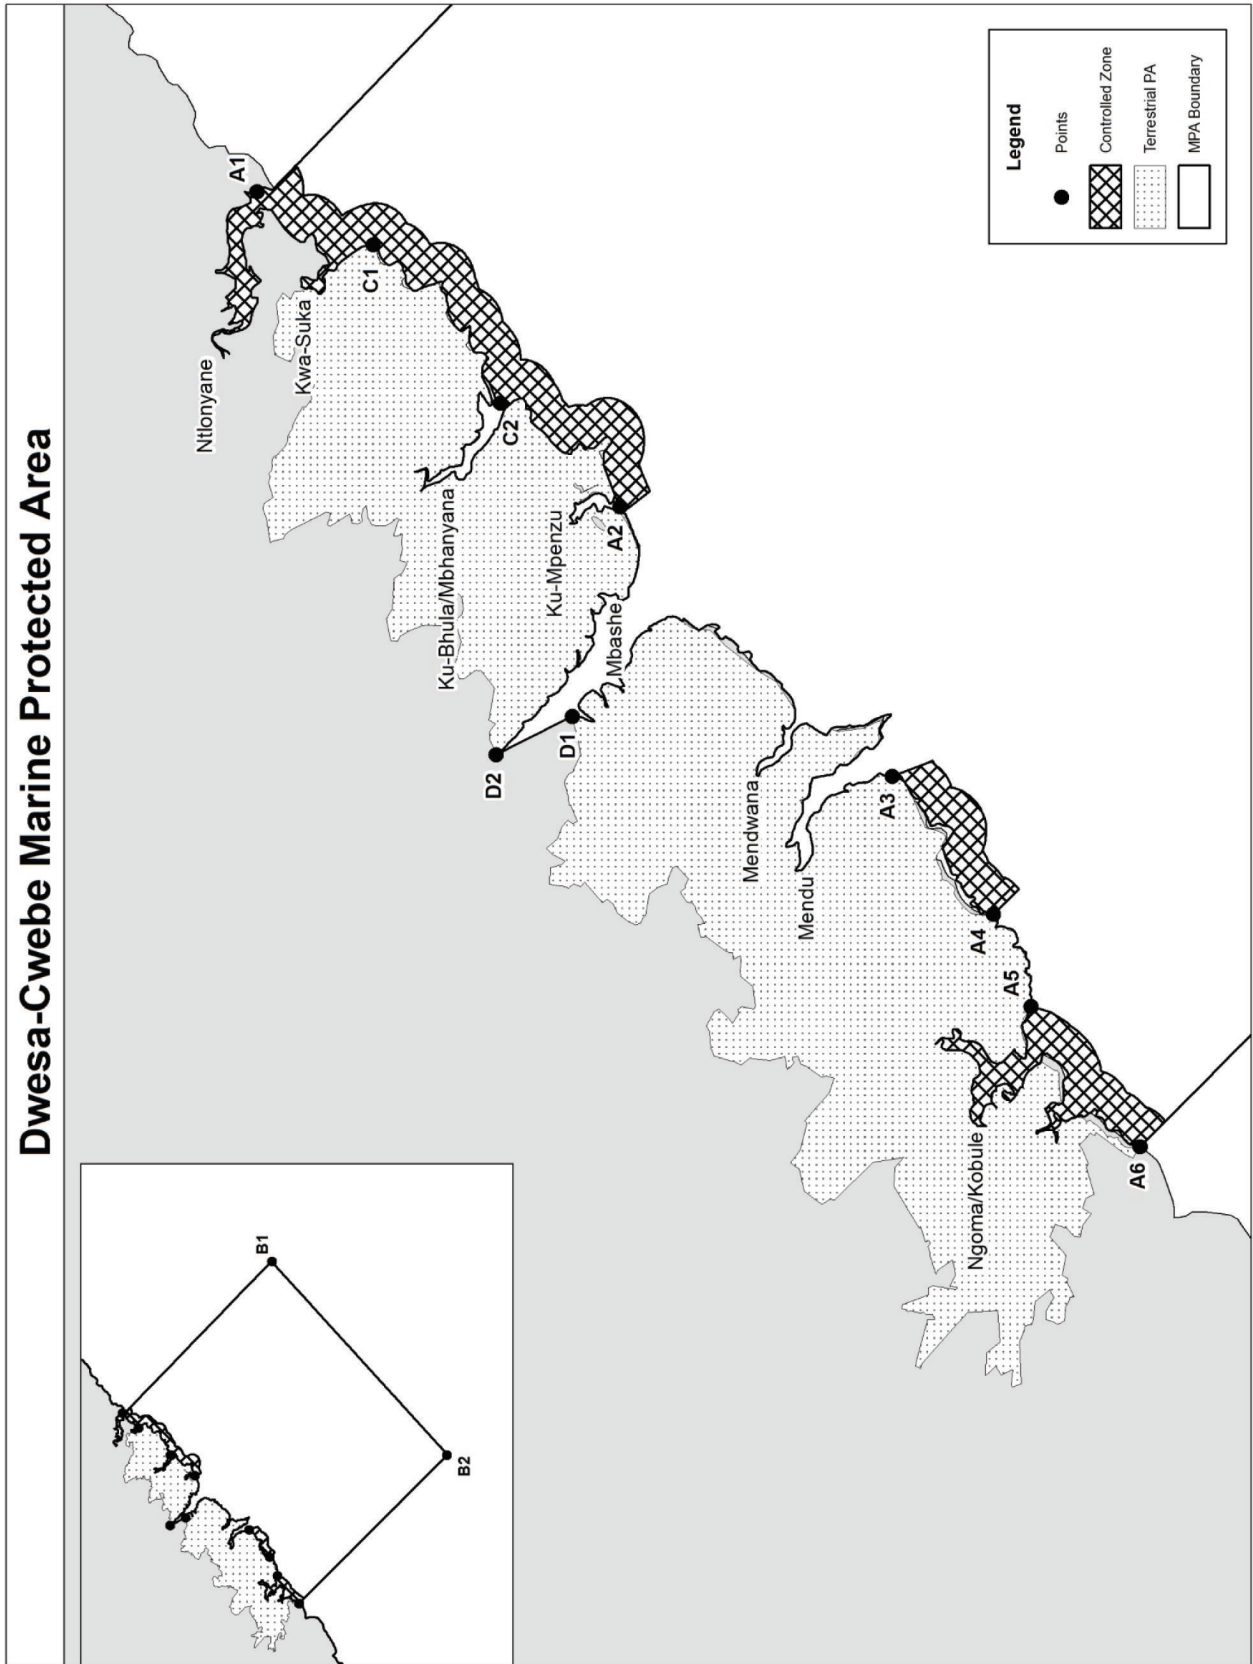 Dwesa-Cwebe Marine Protected Area
B1
B2
Ntlonyane
A1
Kwa-Suka
C1
Ku-Bhula/Mbhanyana
C2
Ku-Mpenzu
A2
D2
D1
Mbashe
Mendwana
Mendu
A3
A4
A5
Ngoma/Kobule
A6
Legend
Points
Controlled Zone
Terrestrial PA
MPA Boundary